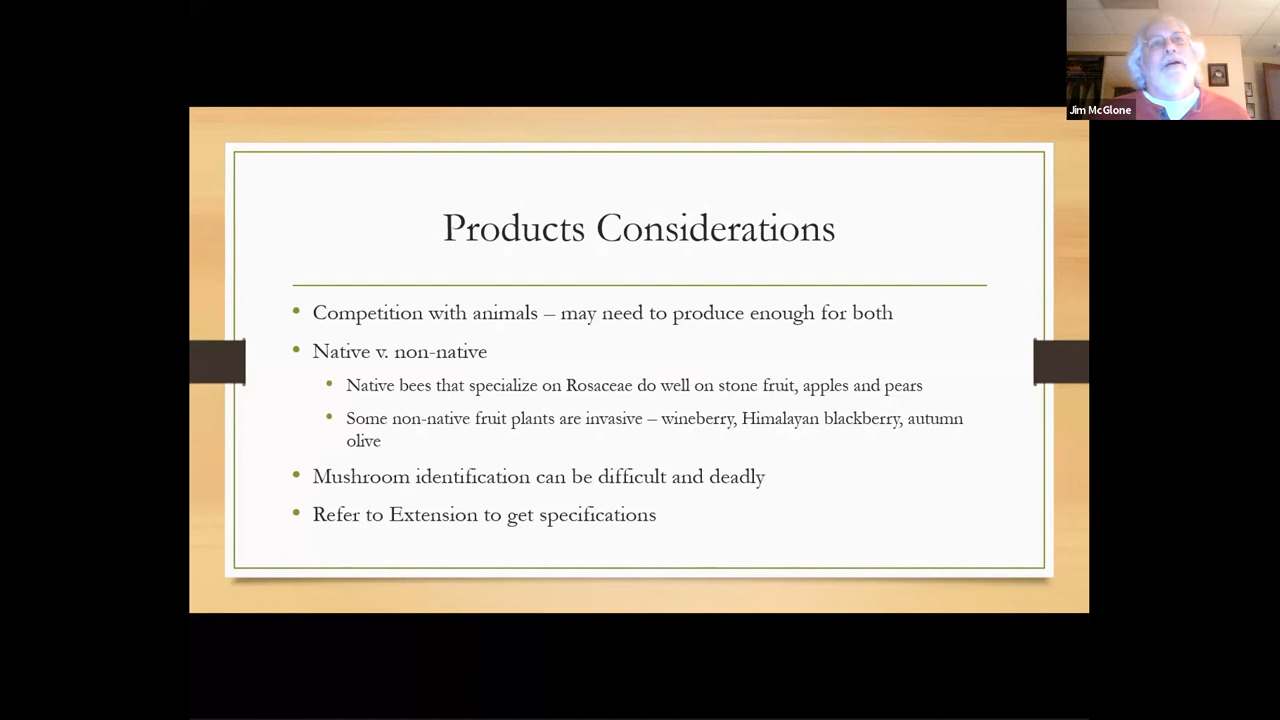 Jim McGlone
Products Considerations
• Competition with animals – may need to produce enough for both
• Native v. non-native
• Native bees that specialize on Rosaceae do well on stone fruit, apples and pears
• Some non-native fruit plants are invasive – wineberry, Himalayan blackberry, autumn
olive
• Mushroom identification can be difficult and deadly
• Refer to Extension to get specifications